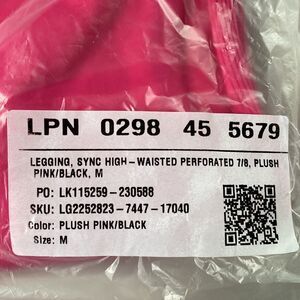 LPN 0298 45 5679
LEGGING, SYNC HIGH-WAISTED PERFORATED 7/8, PLUSH
PINK/BLACK, M
PO: LK115259-230588
SKU: LG2252823-7447-17040
Color: PLUSH PINK/BLACK
Size: M